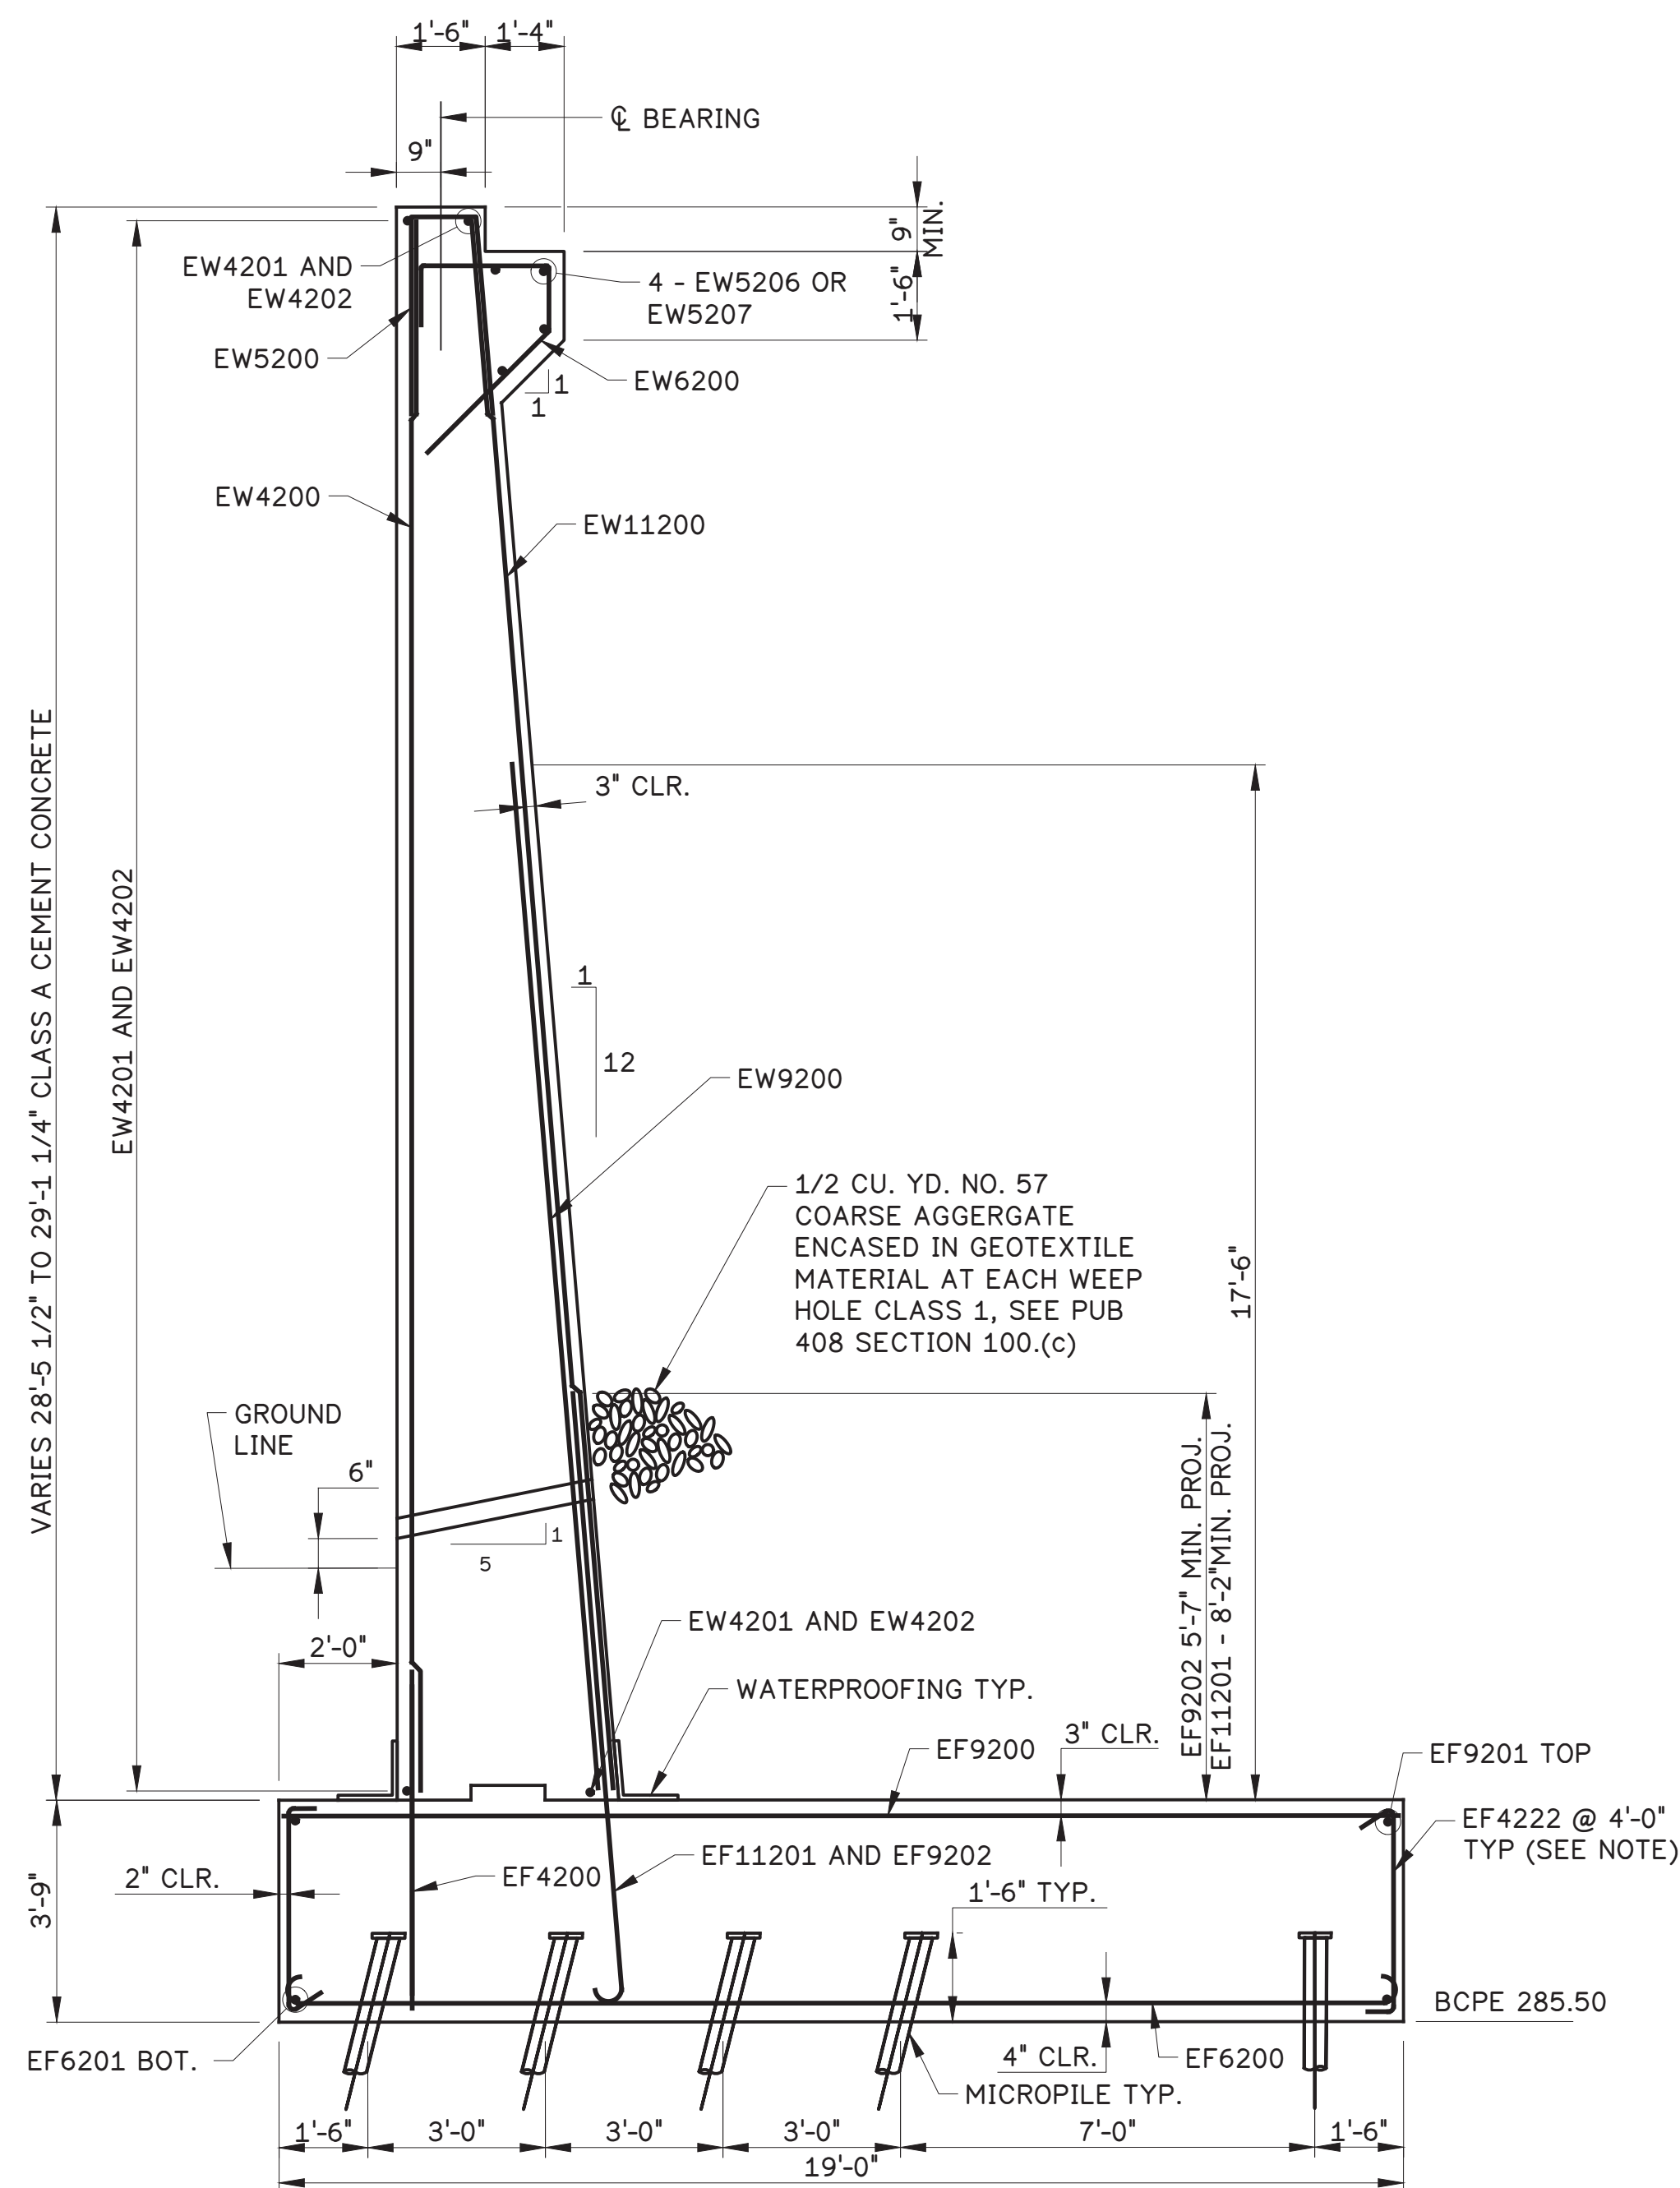 1'-6"
1'-4"
℄ BEARING
9"
9"
MIN.
EW4201 AND
EW4202
4 - EW5206 OR
EW5207
1'-6"
EW5200
EW6200
1
1
EW4200
EW11200
3" CLR.
VARIES 28'-5 1/2" TO 29'-1 1/4" CLASS A CEMENT CONCRETE
EW4201 AND EW4202
1
12
EW9200
1/2 CU. YD. NO. 57
COARSE AGGERGATE
ENCASED IN GEOTEXTILE
MATERIAL AT EACH WEEP
HOLE CLASS 1, SEE PUB
408 SECTION 100.(c)
17'-6"
GROUND
LINE
6"
1
5
EF9202 5'-7" MIN. PROJ.
EF11201 - 8'-2"MIN. PROJ.
EW4201 AND EW4202
2'-0"
WATERPROOFING TYP.
3" CLR.
EF9200
EF9201 TOP
EF4222 @ 4'-0"
TYP (SEE NOTE)
EF11201 AND EF9202
2" CLR.
EF4200
1'-6" TYP.
3'-9"
BCPE 285.50
EF6201 BOT.
4" CLR.
EF6200
MICROPILE TYP.
1'-6"
3'-0"
3'-0"
3'-0"
7'-0"
1'-6"
19'-0"